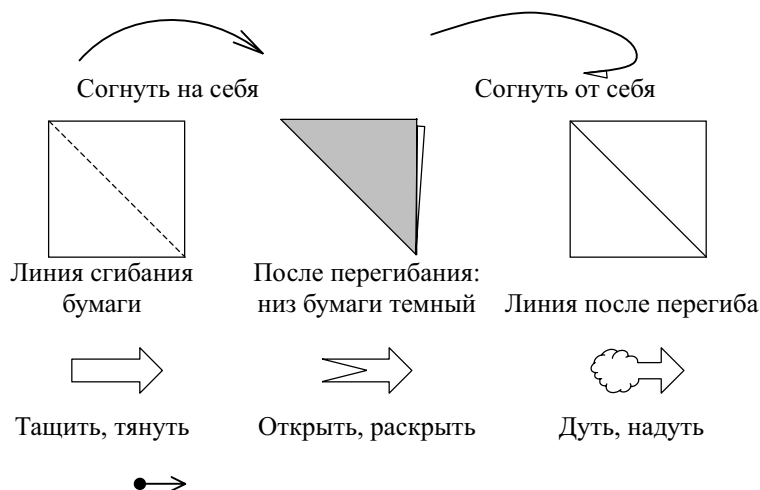 Согнуть на себя
Согнуть от себя
Линия сгибания
бумаги
После перегибания:
низ бумаги темный
Линия после перегиба
Тащить, тянуть
Открыть, раскрыть
Дуть, надуть